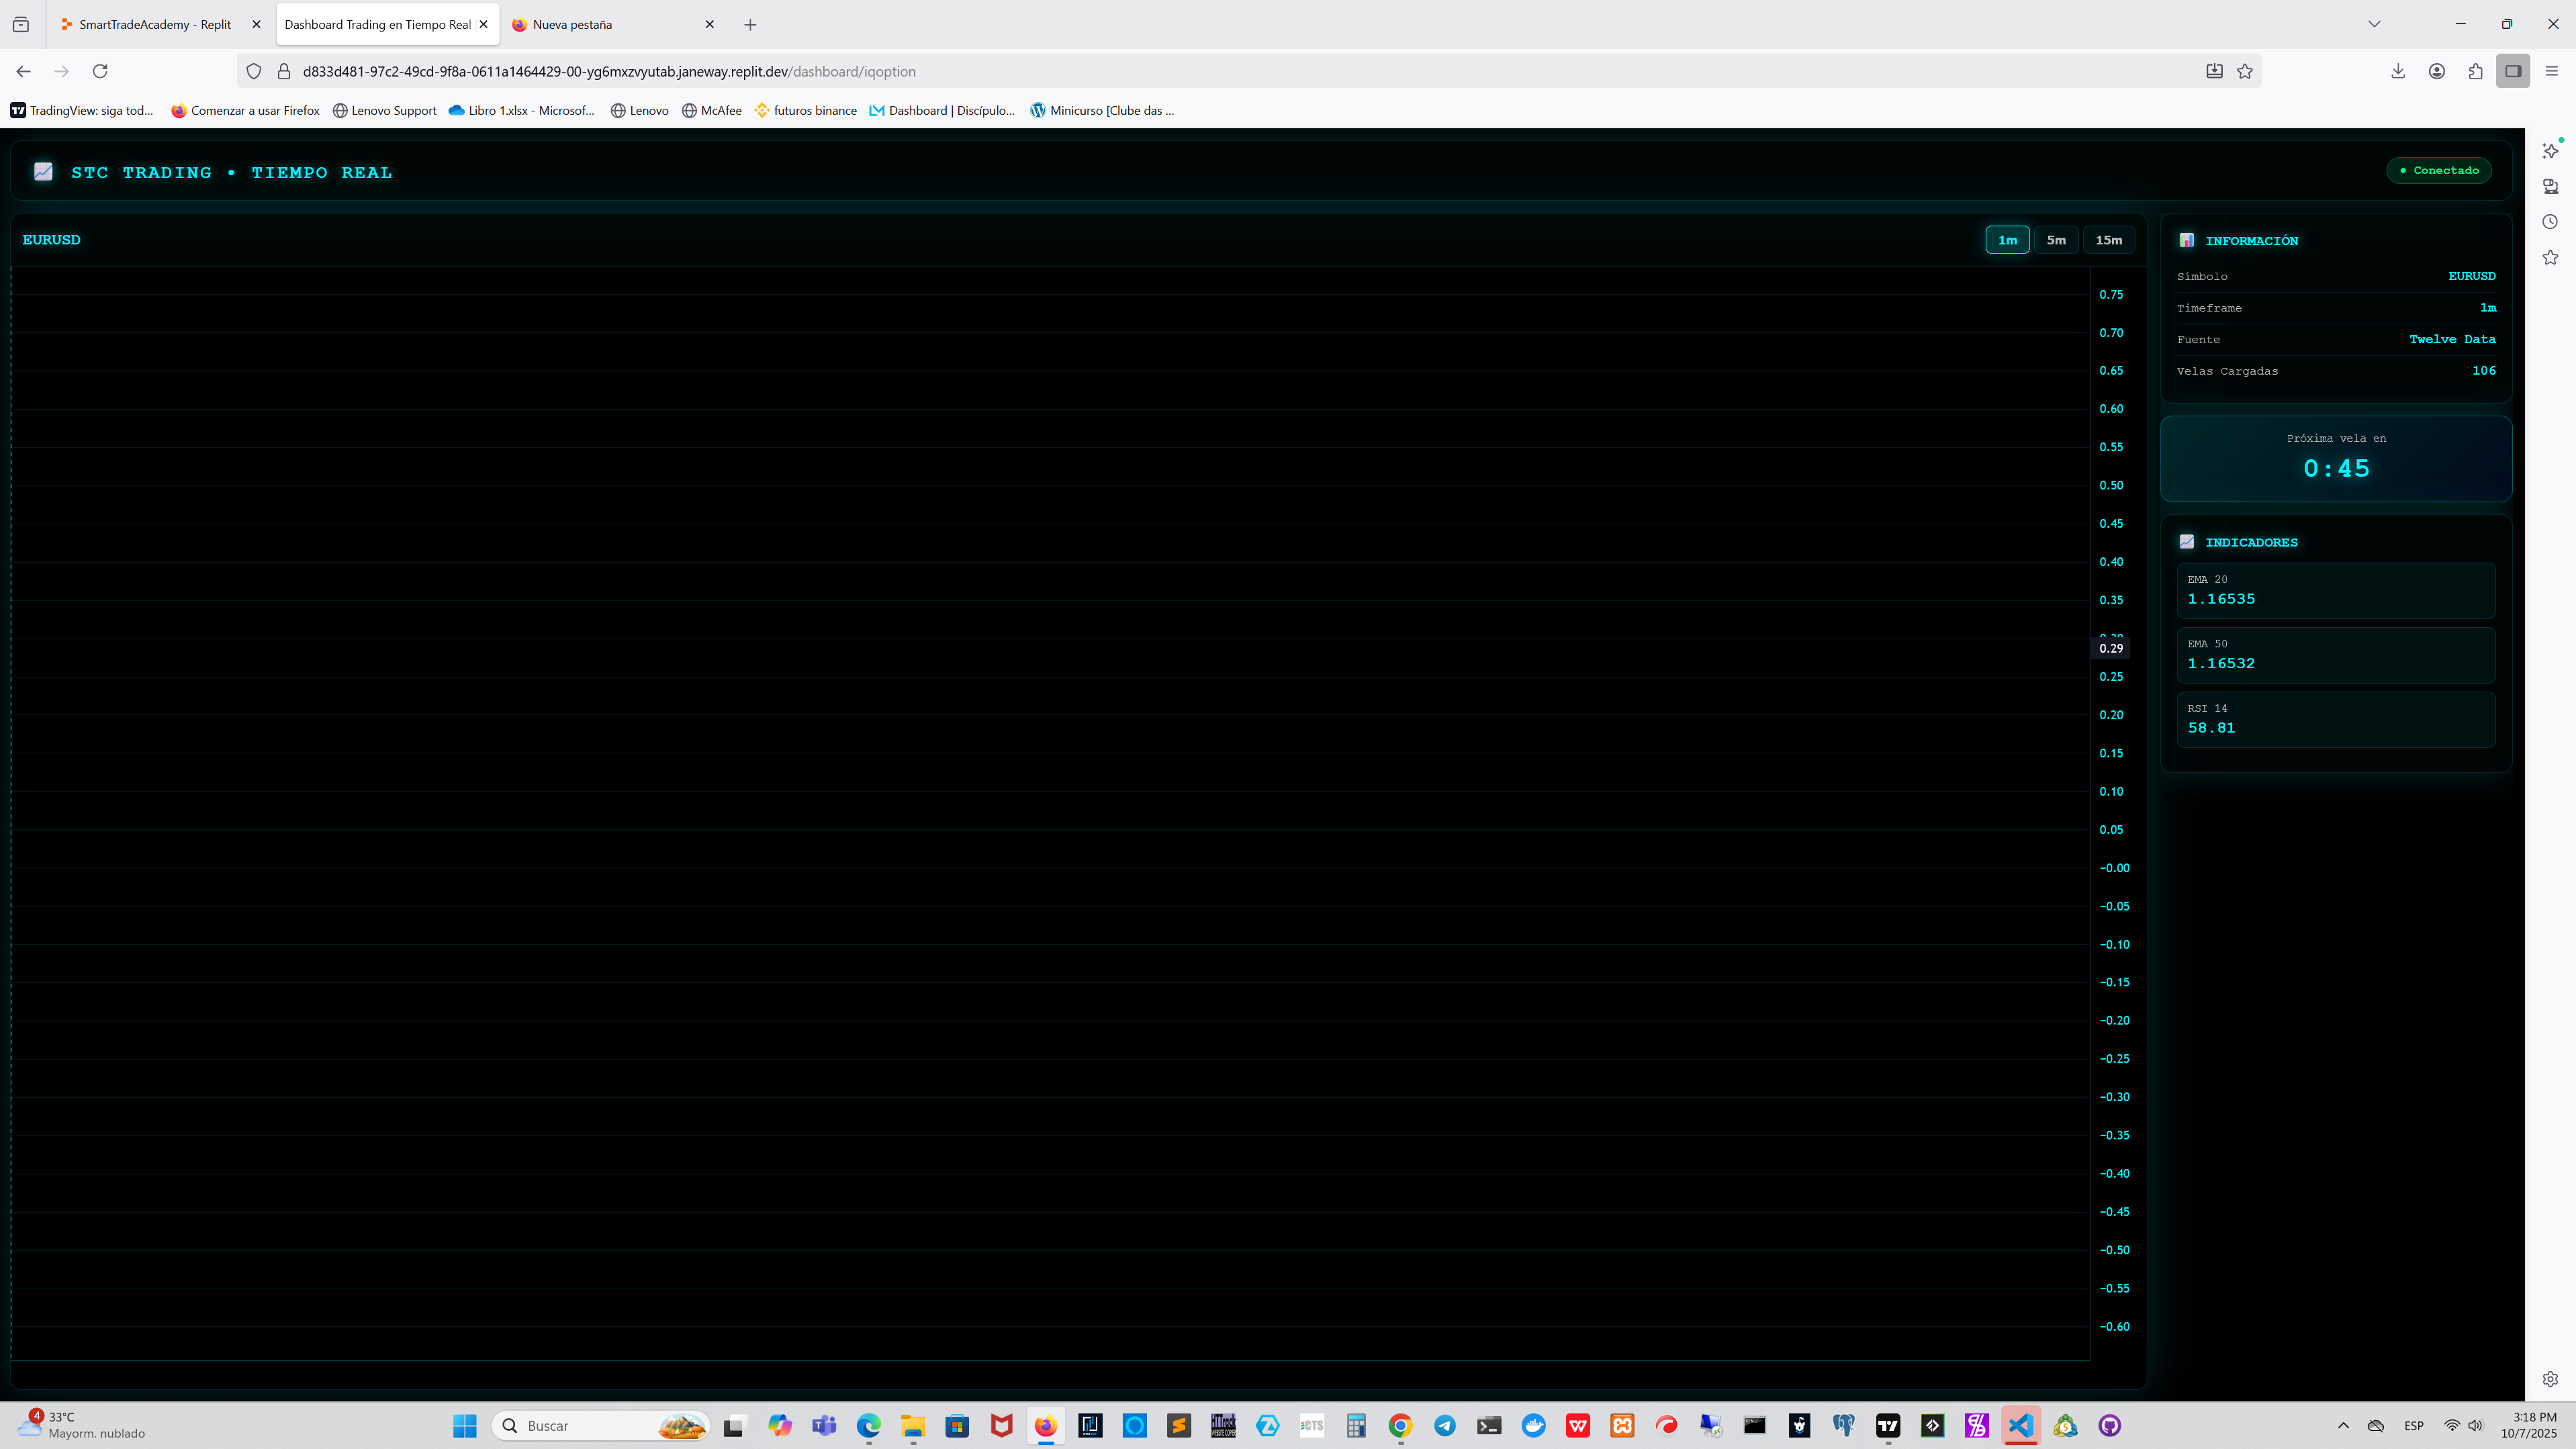 SmartTradeAcademy - Replit
Dashboard Trading en Tiempo Real
Nueva pestaña
d833d481-97c2-49cd-9f8a-0611a1464429-00-yg6mxzvyutab.janeway.replit.dev/dashboard/iqoption
TradingView: siga tod...
Comenzar a usar Firefox
Lenovo Support
Libro 1.xlsx - Microsof...
Lenovo
McAfee
futuros binance
Dashboard | Discípulo...
Minicurso [Clube das ...
STC TRADING • TIEMPO REAL
● Conectado
EURUSD
1m
5m
15m
0.75
0.70
0.65
0.60
0.55
0.50
0.45
0.40
0.35
0.29
0.25
0.20
0.15
0.10
0.05
-0.00
-0.05
-0.10
-0.15
-0.20
-0.25
-0.30
-0.35
-0.40
-0.45
-0.50
-0.55
-0.60
INFORMACIÓN
Símbolo EURUSD
Timeframe 1m
Fuente Twelve Data
Velas Cargadas 106
Próxima vela en
0:45
INDICADORES
EMA 20
1.16535
EMA 50
1.16532
RSI 14
58.81
4
33°C
Mayorm. nublado
Buscar
ESP
3:18 PM
10/7/2025